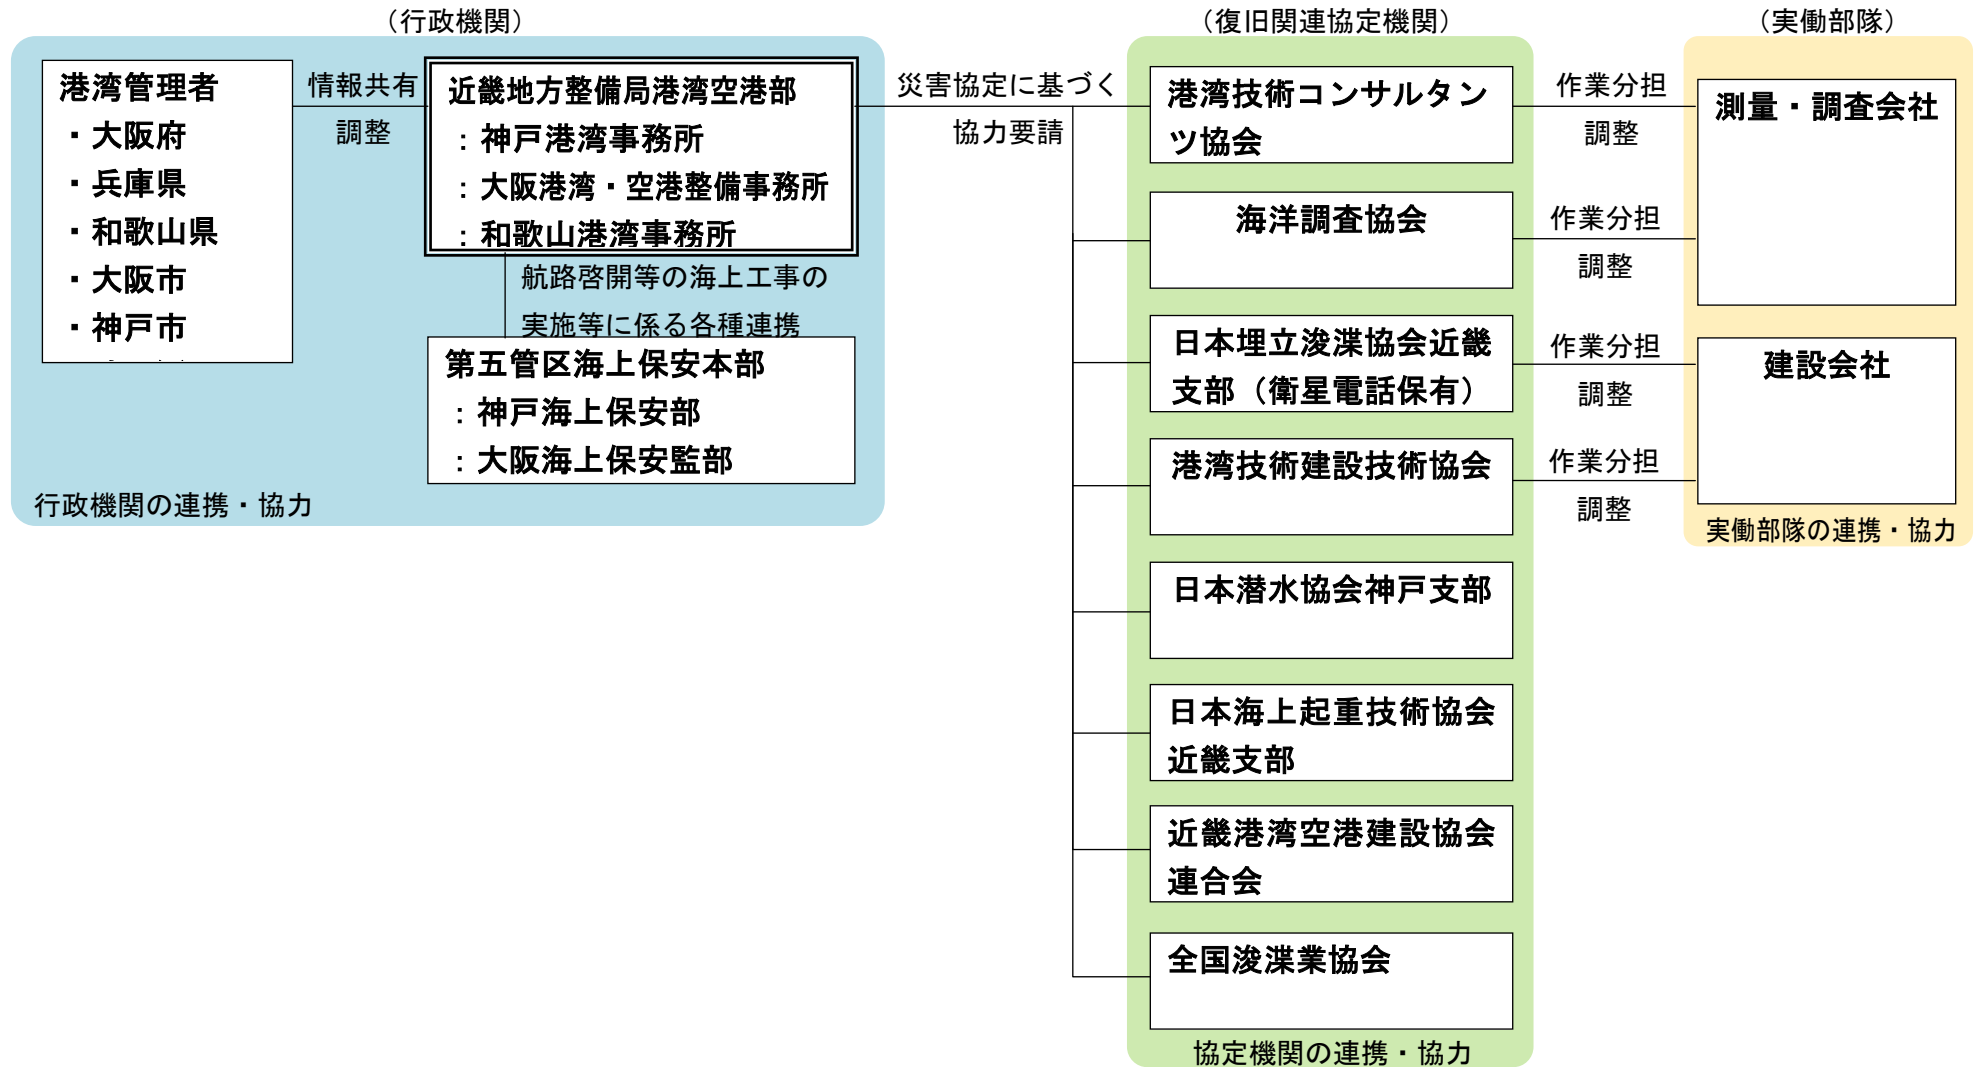 （行政機関）
港湾管理者
・大阪府
・兵庫県
・和歌山県
・大阪市
・神戸市
情報共有
調整
近畿地方整備局港湾空港部
：神戸港湾事務所
：大阪港湾・空港整備事務所
：和歌山港湾事務所
航路啓開等の海上工事の
実施等に係る各種連携
第五管区海上保安本部
：神戸海上保安部
：大阪海上保安監部
行政機関の連携・協力
災害協定に基づく
協力要請
（復旧関連協定機関）
港湾技術コンサルタン
ツ協会
海洋調査協会
日本埋立浚渫協会近畿
支部（衛星電話保有）
港湾技術建設技術協会
日本潜水協会神戸支部
日本海上起重技術協会
近畿支部
近畿港湾空港建設協会
連合会
全国浚渫業協会
協定機関の連携・協力
作業分担
調整
作業分担
調整
作業分担
調整
作業分担
調整
（実働部隊）
測量・調査会社
建設会社
実働部隊の連携・協力